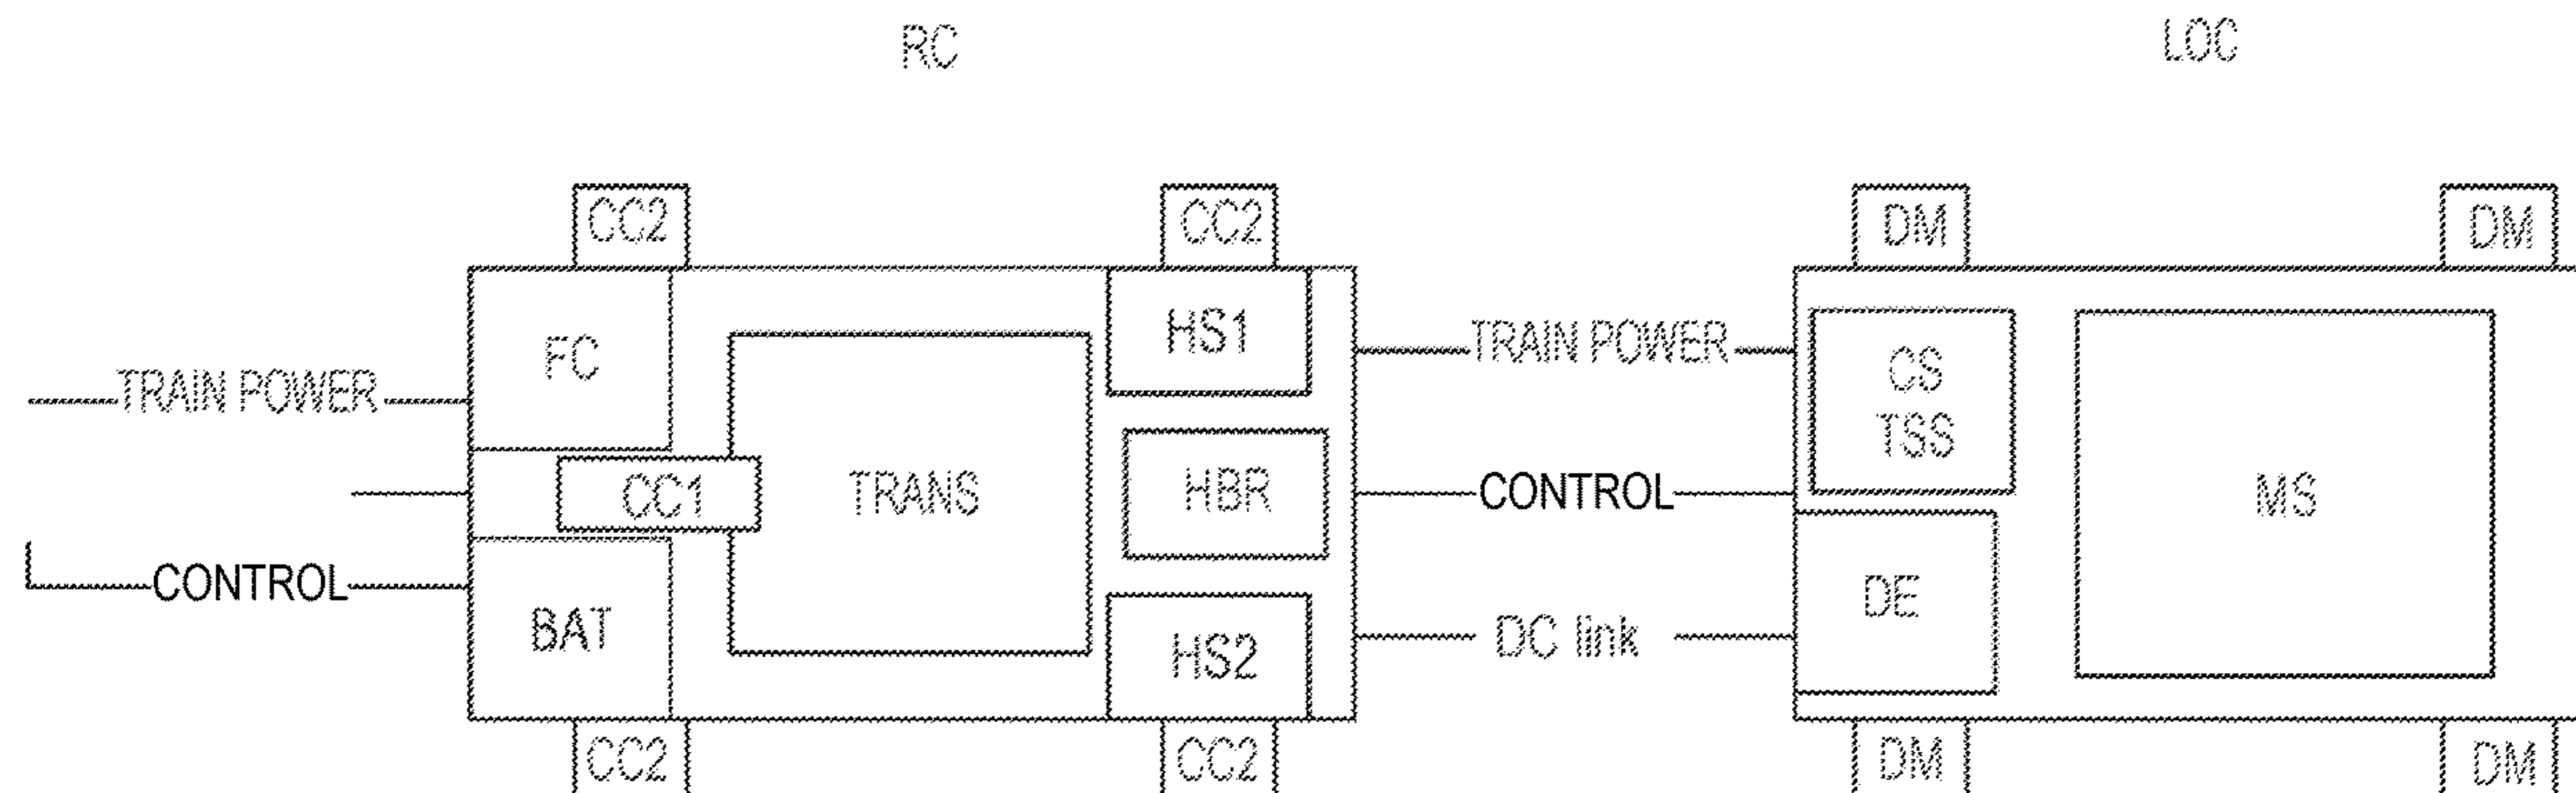 RC
LOC
CC2
CC2
DM
DM
FC
HS1
TRAIN POWER
CS
TSS
TRAIN POWER
CC1
TRANS
HBR
CONTROL
MS
CONTROL
BAT
HS2
DC link
DE
CC2
CC2
DM
DM